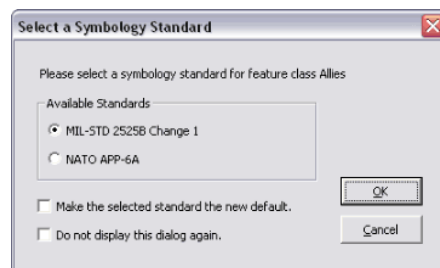 Select a Symbology Standard
Please select a symbology standard for feature class Allies
Available Standards
MIL-STD 2525B Change 1
NATO APP-6A
Make the selected standard the new default.
Do not display this dialog again.
OK
Cancel